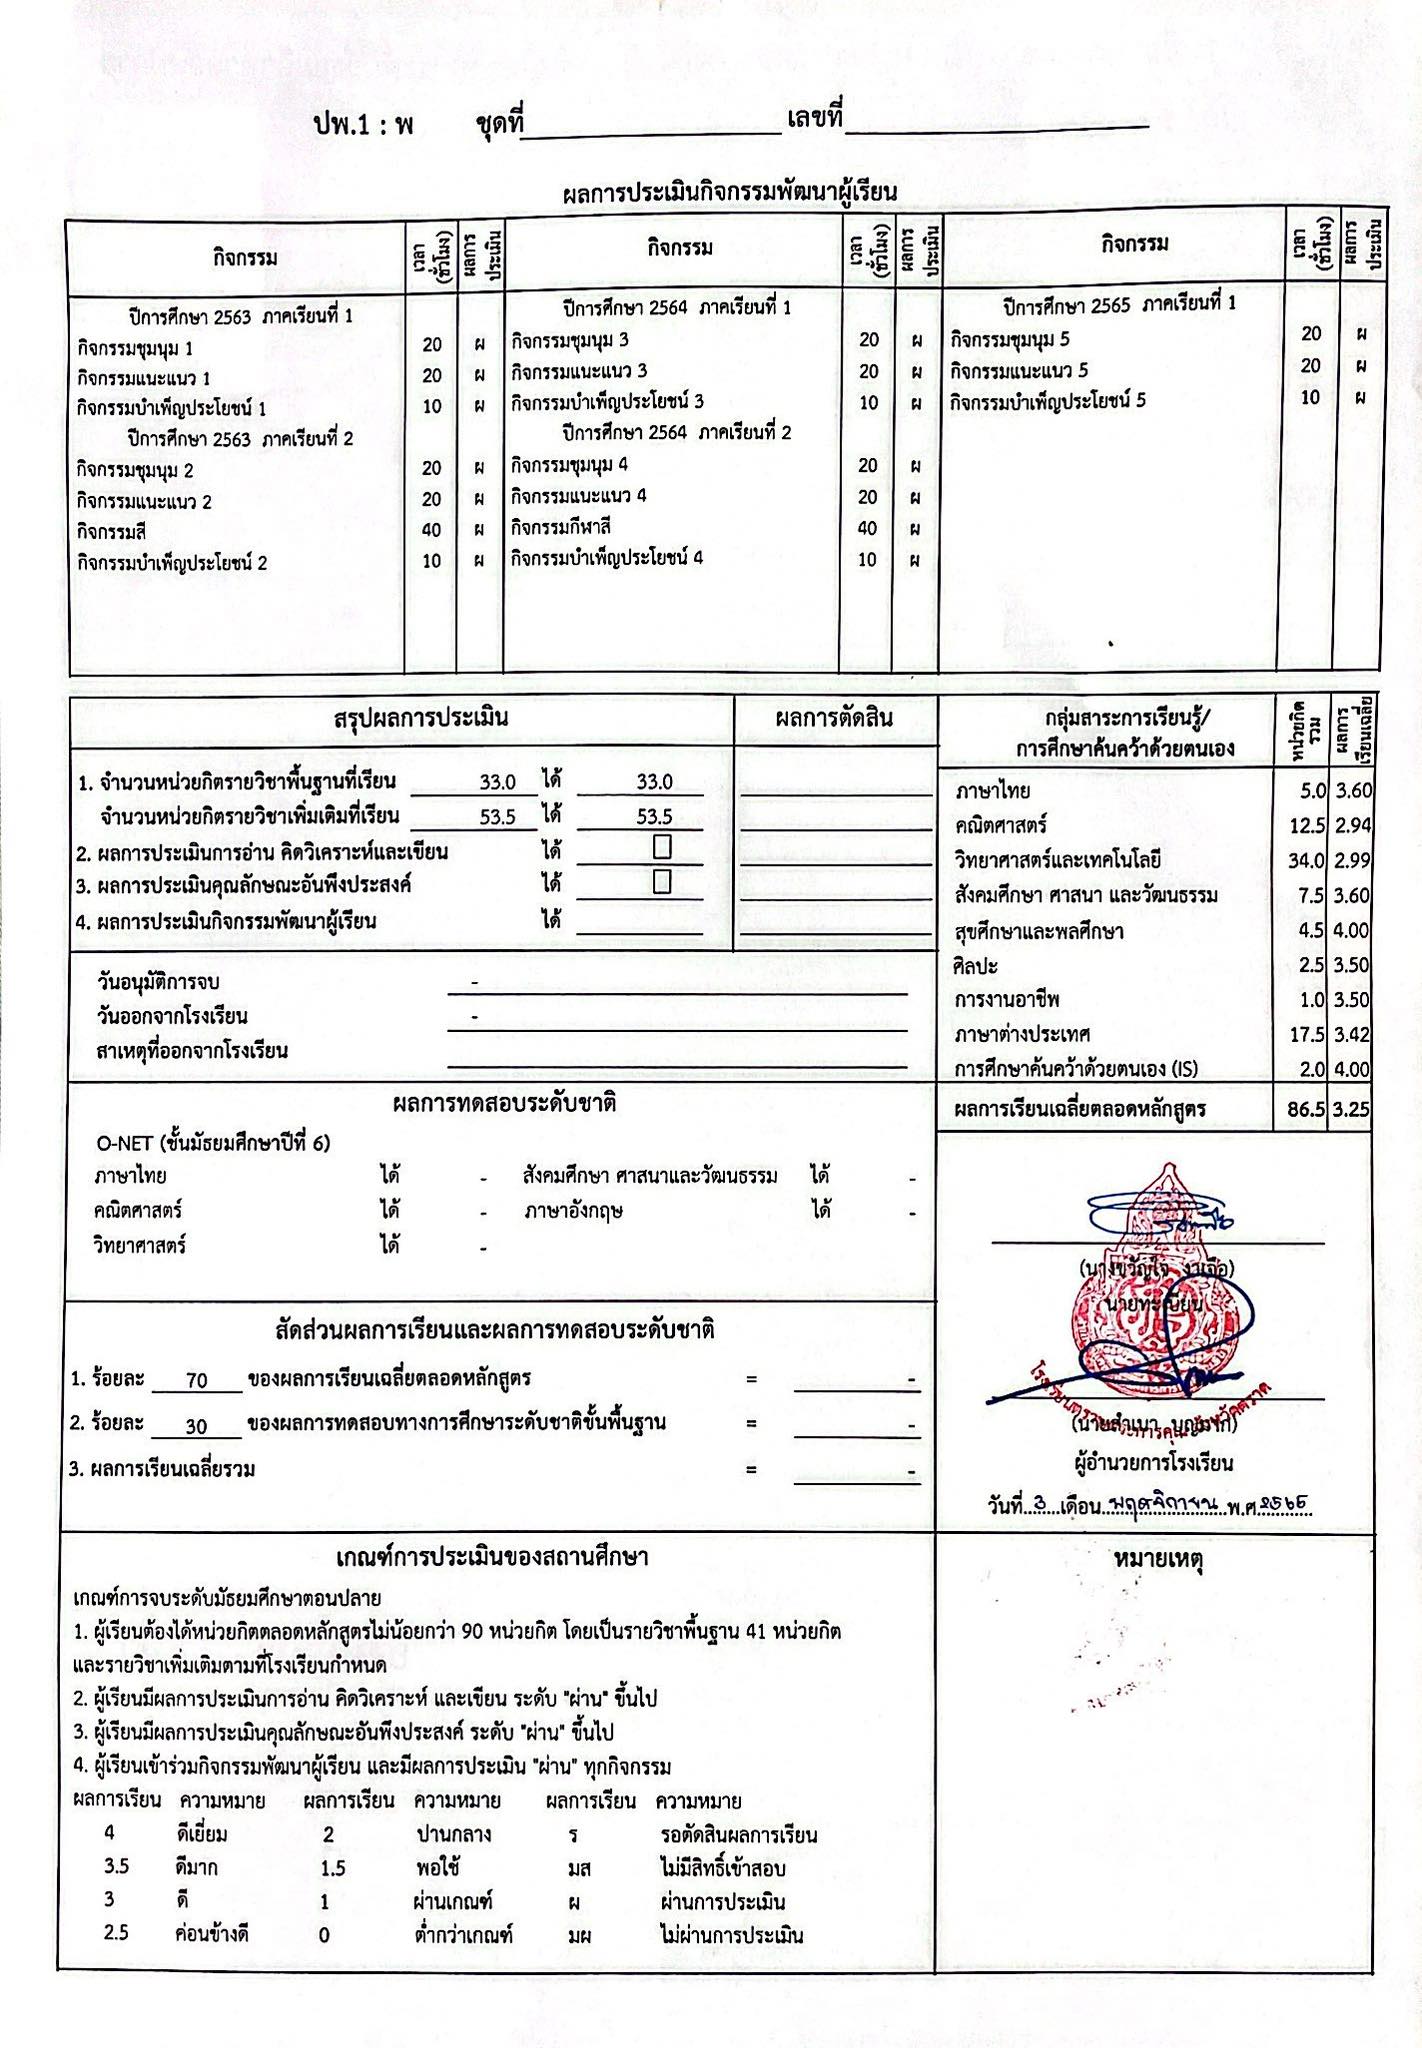 ปพ.1 : พ ชุดที่ เลขที่
ผลการประเมินกิจกรรมพัฒนาผู้เรียน
กิจกรรม เวลา (ชั่วโมง) ผลการประเมิน กิจกรรม เวลา (ชั่วโมง) ผลการประเมิน กิจกรรม เวลา (ชั่วโมง) ผลการประเมิน
ปีการศึกษา 2563 ภาคเรียนที่ 1 ปีการศึกษา 2564 ภาคเรียนที่ 1 ปีการศึกษา 2565 ภาคเรียนที่ 1
กิจกรรมชุมนุม 1 20 ผ กิจกรรมชุมนุม 3 20 ผ กิจกรรมชุมนุม 5 20 ผ
กิจกรรมแนะแนว 1 20 ผ กิจกรรมแนะแนว 3 20 ผ กิจกรรมแนะแนว 5 20 ผ
กิจกรรมบำเพ็ญประโยชน์ 1 10 ผ กิจกรรมบำเพ็ญประโยชน์ 3 10 ผ กิจกรรมบำเพ็ญประโยชน์ 5 10 ผ
ปีการศึกษา 2563 ภาคเรียนที่ 2 ปีการศึกษา 2564 ภาคเรียนที่ 2
กิจกรรมชุมนุม 2 20 ผ กิจกรรมชุมนุม 4 20 ผ
กิจกรรมแนะแนว 2 20 ผ กิจกรรมแนะแนว 4 20 ผ
กิจกรรมสี 40 ผ กิจกรรมกีฬาสี 40 ผ
กิจกรรมบำเพ็ญประโยชน์ 2 10 ผ กิจกรรมบำเพ็ญประโยชน์ 4 10 ผ
สรุปผลการประเมิน ผลการตัดสิน
1. จำนวนหน่วยกิตรายวิชาพื้นฐานที่เรียน 33.0 ได้ 33.0
จำนวนหน่วยกิตรายวิชาเพิ่มเติมที่เรียน 53.5 ได้ 53.5
2. ผลการประเมินการอ่าน คิดวิเคราะห์และเขียน ได้
3. ผลการประเมินคุณลักษณะอันพึงประสงค์ ได้
4. ผลการประเมินกิจกรรมพัฒนาผู้เรียน ได้
วันอนุมัติการจบ -
วันออกจากโรงเรียน -
สาเหตุที่ออกจากโรงเรียน
กลุ่มสาระการเรียนรู้/ หน่วยกิตรวม ผลการเรียนเฉลี่ย
การศึกษาค้นคว้าด้วยตนเอง
ภาษาไทย 5.0 3.60
คณิตศาสตร์ 12.5 2.94
วิทยาศาสตร์และเทคโนโลยี 34.0 2.99
สังคมศึกษา ศาสนา และวัฒนธรรม 7.5 3.60
สุขศึกษาและพลศึกษา 4.5 4.00
ศิลปะ 2.5 3.50
การงานอาชีพ 1.0 3.50
ภาษาต่างประเทศ 17.5 3.42
การศึกษาค้นคว้าด้วยตนเอง (IS) 2.0 4.00
ผลการเรียนเฉลี่ยตลอดหลักสูตร 86.5 3.25
ผลการทดสอบระดับชาติ
O-NET (ชั้นมัธยมศึกษาปีที่ 6)
ภาษาไทย ได้ - สังคมศึกษา ศาสนาและวัฒนธรรม ได้ -
คณิตศาสตร์ ได้ - ภาษาอังกฤษ ได้ -
วิทยาศาสตร์ ได้ -
สัดส่วนผลการเรียนและผลการทดสอบระดับชาติ
1. ร้อยละ 70 ของผลการเรียนเฉลี่ยตลอดหลักสูตร = -
2. ร้อยละ 30 ของผลการทดสอบทางการศึกษาระดับชาติขั้นพื้นฐาน = -
3. ผลการเรียนเฉลี่ยรวม = -
(นางขวัญใจ
นายทะเบียน
(นายสำเนา บุญมาก)
ผู้อำนวยการโรงเรียน
วันที่ 3 เดือน พฤศจิกายน พ.ศ. ๒๕๖๕
เกณฑ์การประเมินของสถานศึกษา
เกณฑ์การจบระดับมัธยมศึกษาตอนปลาย
1. ผู้เรียนต้องได้หน่วยกิตตลอดหลักสูตรไม่น้อยกว่า 90 หน่วยกิต โดยเป็นรายวิชาพื้นฐาน 41 หน่วยกิต
และรายวิชาเพิ่มเติมตามที่โรงเรียนกำหนด
2. ผู้เรียนมีผลการประเมินการอ่าน คิดวิเคราะห์ และเขียน ระดับ "ผ่าน" ขึ้นไป
3. ผู้เรียนมีผลการประเมินคุณลักษณะอันพึงประสงค์ ระดับ "ผ่าน" ขึ้นไป
4. ผู้เรียนเข้าร่วมกิจกรรมพัฒนาผู้เรียน และมีผลการประเมิน "ผ่าน" ทุกกิจกรรม
ผลการเรียน ความหมาย ผลการเรียน ความหมาย ผลการเรียน ความหมาย
4 ดีเยี่ยม 2 ปานกลาง ร รอตัดสินผลการเรียน
3.5 ดีมาก 1.5 พอใช้ มส ไม่มีสิทธิ์เข้าสอบ
3 ดี 1 ผ่านเกณฑ์ ผ ผ่านการประเมิน
2.5 ค่อนข้างดี 0 ต่ำกว่าเกณฑ์ มผ ไม่ผ่านการประเมิน
หมายเหตุ